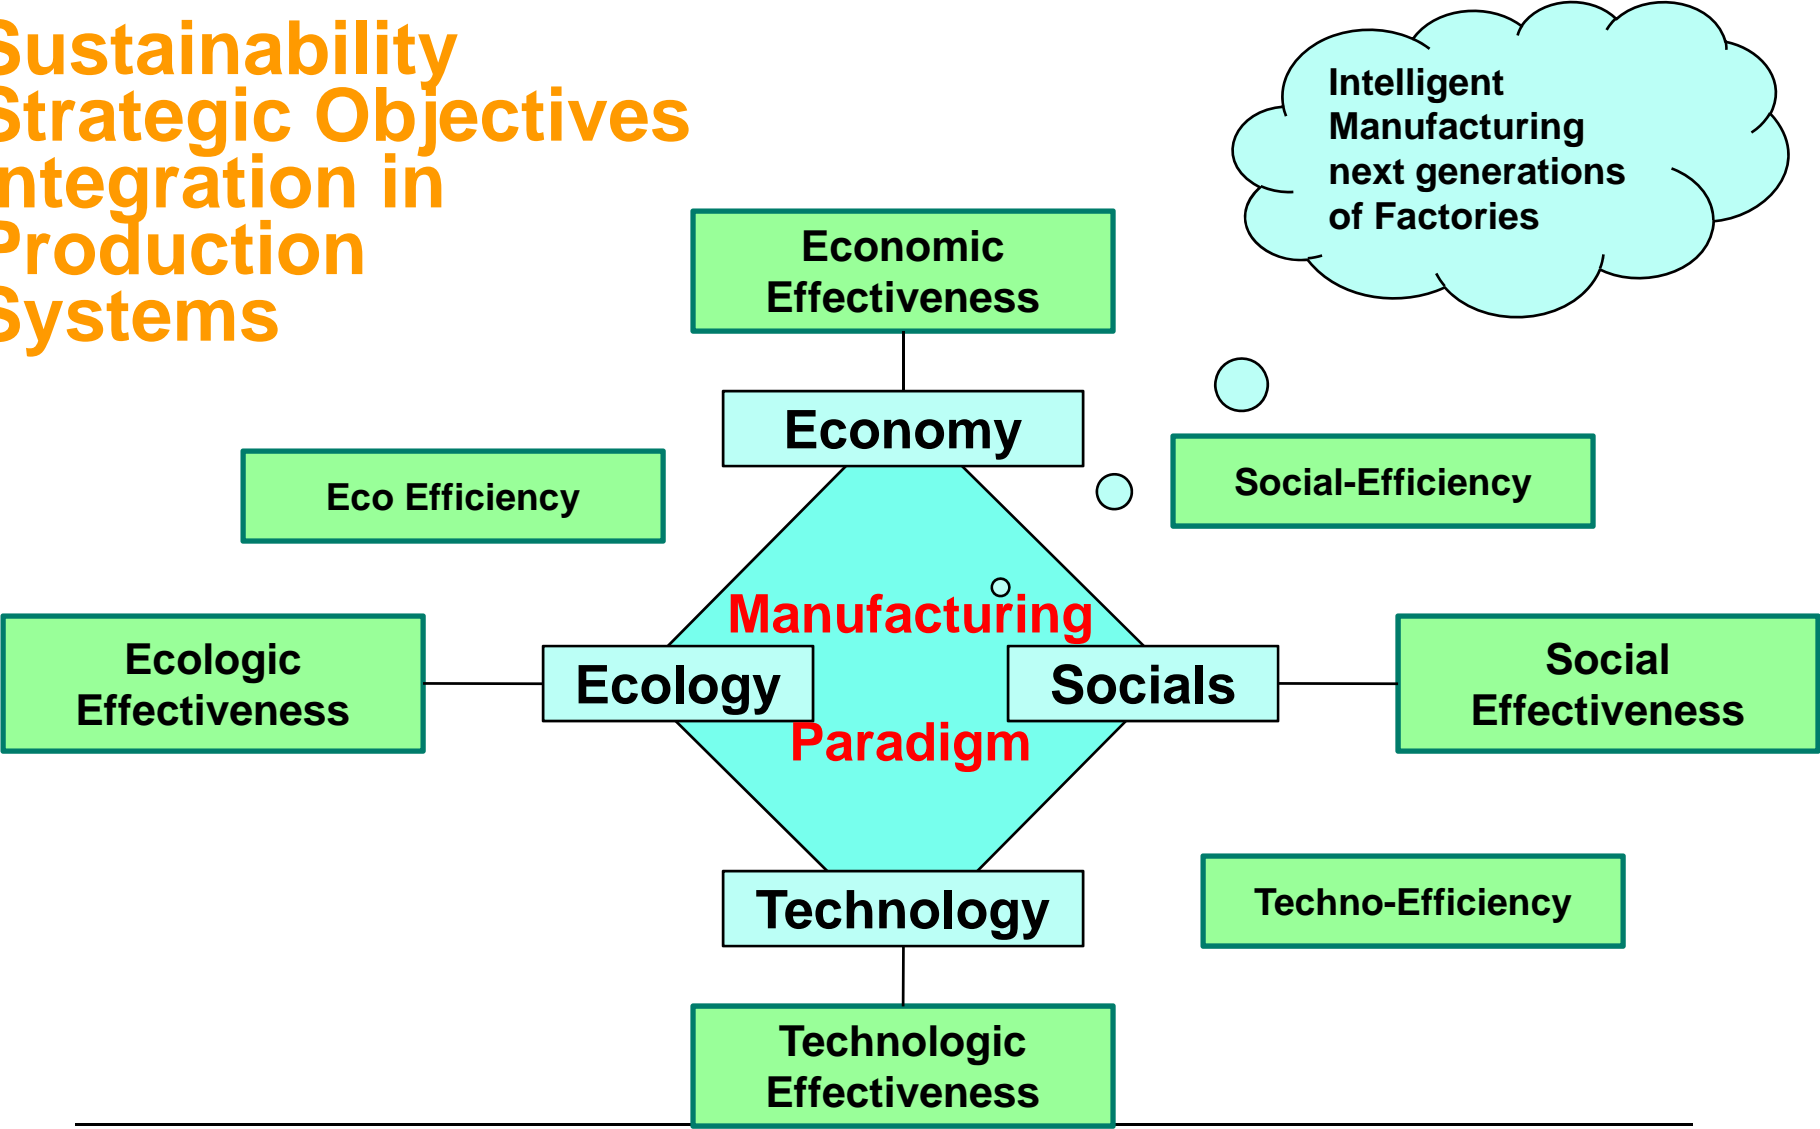 Sustainability
Strategic Objectives
Integration in
Production
Systems
Intelligent
Manufacturing
next generations
of Factories
Economic
Effectiveness
Economy
Eco Efficiency
Social-Efficiency
Manufacturing
Paradigm
Ecologic
Effectiveness
Ecology
Socials
Social
Effectiveness
Technology
Techno-Efficiency
Technologic
Effectiveness